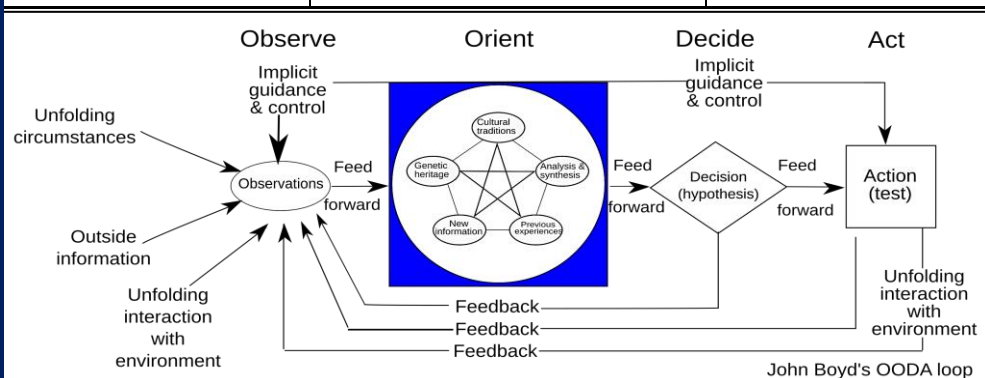 Observe
Orient
Decide
Act
Implicit
guidance
& control
Implicit
guidance
& control
Unfolding
circumstances
Observations
Feed
forward
Cultural
traditions
Genetic
heritage
Analysis &
synthesis
New
information
Previous
experiences
Feed
forward
Decision
(hypothesis)
Feed
forward
Action
(test)
Outside
information
Unfolding
interaction
with
environment
Feedback
Feedback
Feedback
Unfolding
interaction
with
environment
John Boyd's OODA loop